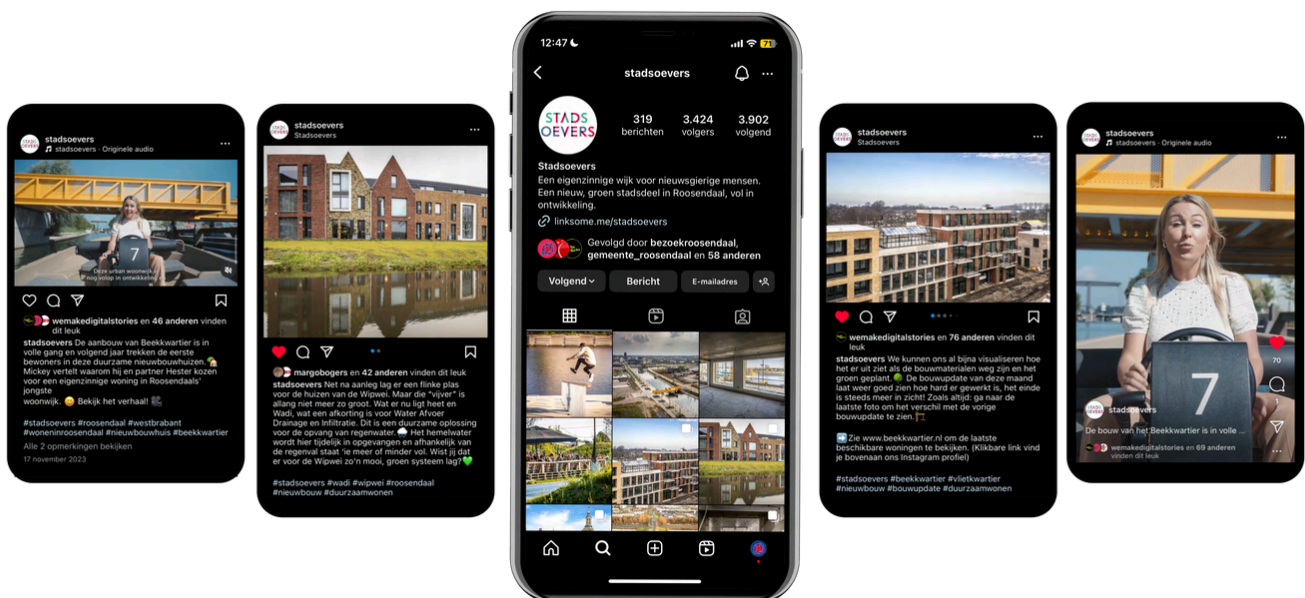 stadsoevers
stadsoevers · Originele audio
7
Deze urban woonwijk
nog volop in ontwikkeling
wemakedigitalstories en 46 anderen vinden
dit leuk
stadsoevers De aanbouw van Beekkwartier is in
volle gang en volgend jaar trekken de eerste
bewoners in deze duurzame nieuwbouwhuizen.🏡
Mickey vertelt waarom hij en partner Hester kozen
voor een eigenzinnige woning in Roosendaals'
jongste
woonwijk. 😄 Bekijk het verhaal! 🎥
#stadsoevers #roosendaal #westbrabant
#woneninroosendaal #nieuwbouwhuis #beekkwartier
Alle 2 opmerkingen bekijken
17 november 2023
stadsoevers
Stadsoevers
margobogers en 42 anderen vinden dit leuk
stadsoevers Net na aanleg lag er een flinke plas
voor de huizen van de Wipwei. Maar die "vijver" is
allang niet meer zo groot. Wat er nu ligt heet en
Wadi, wat een afkorting is voor Water Afvoer
Drainage en Infiltratie. Dit is een duurzame oplossing
voor de opvang van regenwater. 🌧️ Het hemelwater
wordt hier tijdelijk in opgevangen en afhankelijk van
de regenval staat 'ie meer of minder vol. Wist jij dat
er voor de Wipwei zo'n mooi, groen systeem lag?💚
#stadsoevers #wadi #wipwei #roosendaal
#nieuwbouw #duurzaamwonen
12:47
71
stadsoevers
STADS
OEVERS
319
berichten
3.424
volgers
3.902
volgend
Stadsoevers
Een eigenzinnige wijk voor nieuwsgierige mensen.
Een nieuw, groen stadsdeel in Roosendaal, vol in
ontwikkeling.
linksome.me/stadsoevers
Gevolgd door bezoekroosendaal,
gemeente_roosendaal en 58 anderen
Volgend
Bericht
E-mailadres
stadsoevers
Stadsoevers
wemakedigitalstories en 76 anderen vinden dit
leuk
stadsoevers We kunnen ons al bijna visualiseren hoe
het er uit ziet als de bouwmaterialen weg zijn en het
groen geplant. 🌳 De bouwupdate van deze maand
laat weer goed zien hoe hard er gewerkt is, het einde
is steeds meer in zicht! Zoals altijd: ga naar de
laatste foto om het verschil met de vorige
bouwupdate te zien.🏗️
➡️Zie www.beekkwartier.nl om de laatste
beschikbare woningen te bekijken. (Klikbare link vind
je bovenaan ons Instagram profiel)
#stadsoevers #beekkwartier #vlietkwartier
#nieuwbouw #bouwupdate #duurzaamwonen
stadsoevers
stadsoevers · Originele audio
7
70
1
stadsoevers
De bouw van het Beekkwartier is in volle ...
wemakedigitalstories en 69 anderen
vinden dit leuk